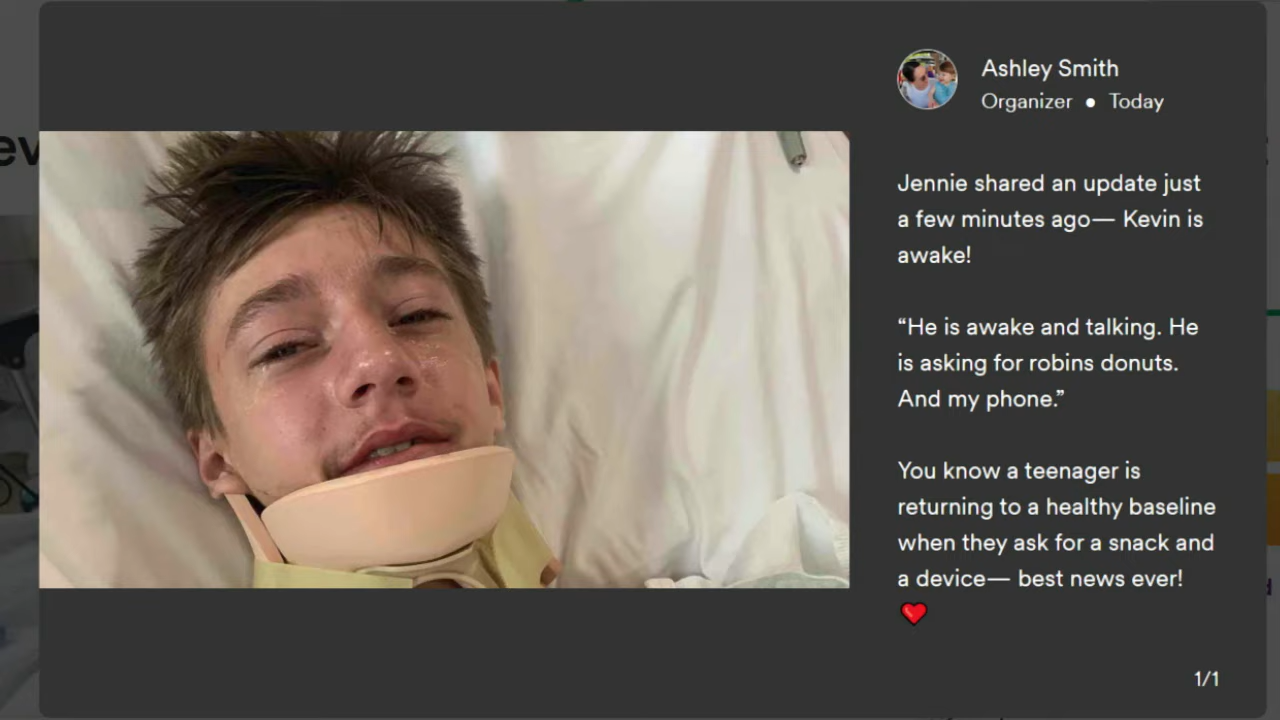 Ashley Smith
Organizer ● Today
Jennie shared an update just
a few minutes ago— Kevin is
awake!
“He is awake and talking. He
is asking for robins donuts.
And my phone.”
You know a teenager is
returning to a healthy baseline
when they ask for a snack and
a device— best news ever!
❤️
1/1